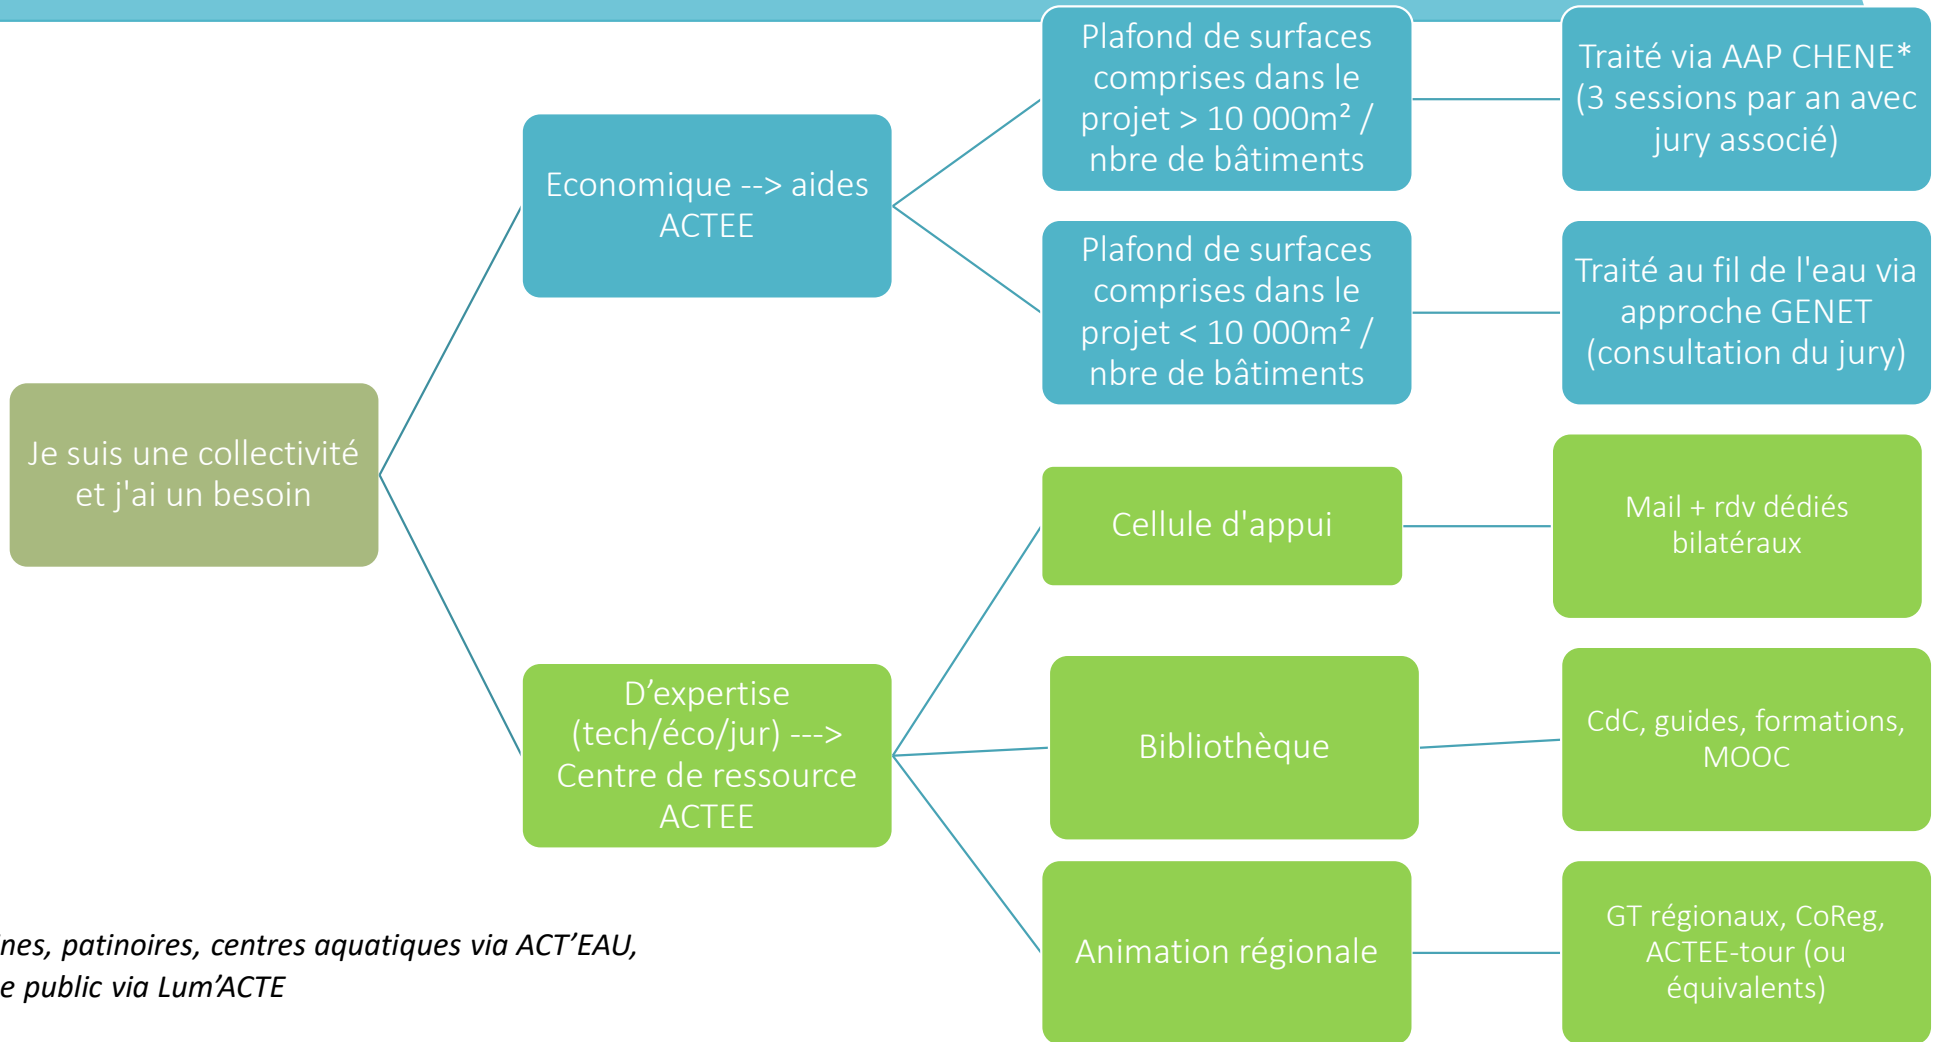 Je suis une collectivité
et j'ai un besoin
Economique --> aides
ACTEE
Plafond de surfaces
comprises dans le
projet > 10 000m² /
nbre de bâtiments
Traité via AAP CHENE*
(3 sessions par an avec
jury associé)
Plafond de surfaces
comprises dans le
projet < 10 000m² /
nbre de bâtiments
Traité au fil de l'eau via
approche GENET
(consultation du jury)
D’expertise
(tech/éco/jur) --->
Centre de ressource
ACTEE
Cellule d'appui
Mail + rdv dédiés
bilatéraux
Bibliothèque
CdC, guides, formations,
MOOC
Animation régionale
GT régionaux, CoReg,
ACTEE-tour (ou
équivalents)
nes, patinoires, centres aquatiques via ACT’EAU,
e public via Lum’ACTE